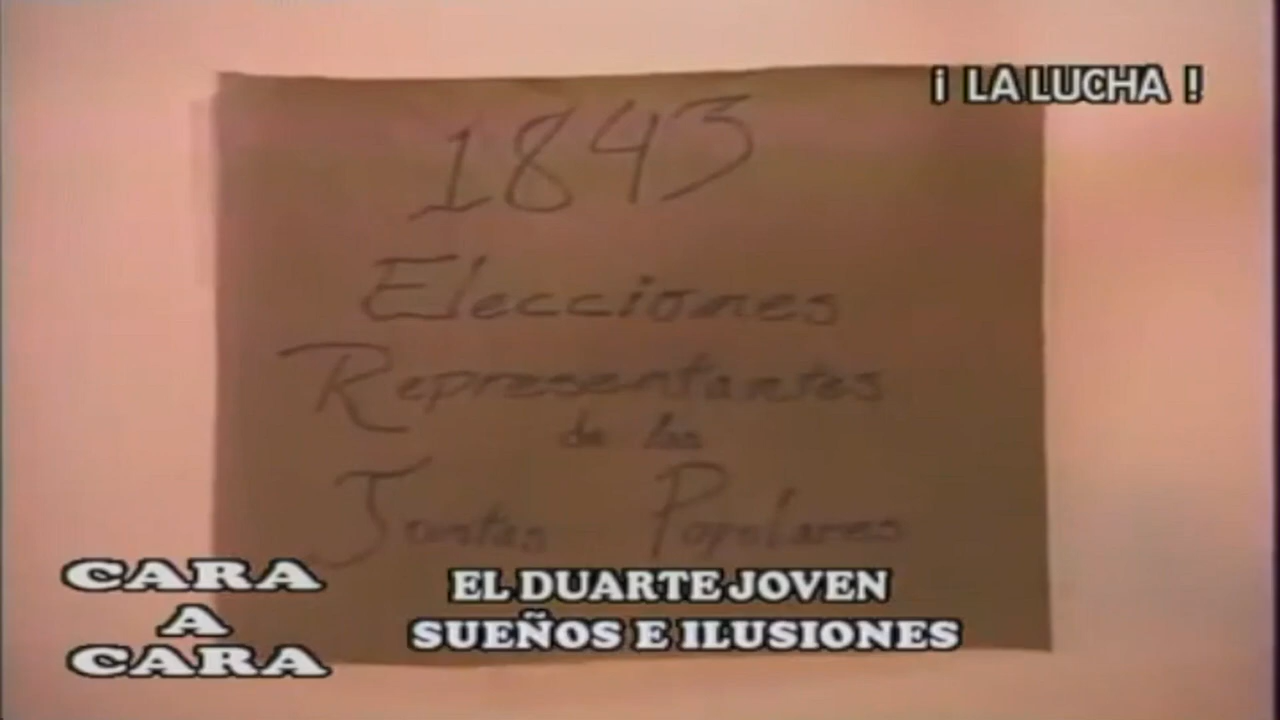 ¡ LA LUCHA !
1843
Elecciones
Representantes
de las
Juntas Populares
CARA
A
CARA
EL DUARTE JOVEN
SUEÑOS E ILUSIONES